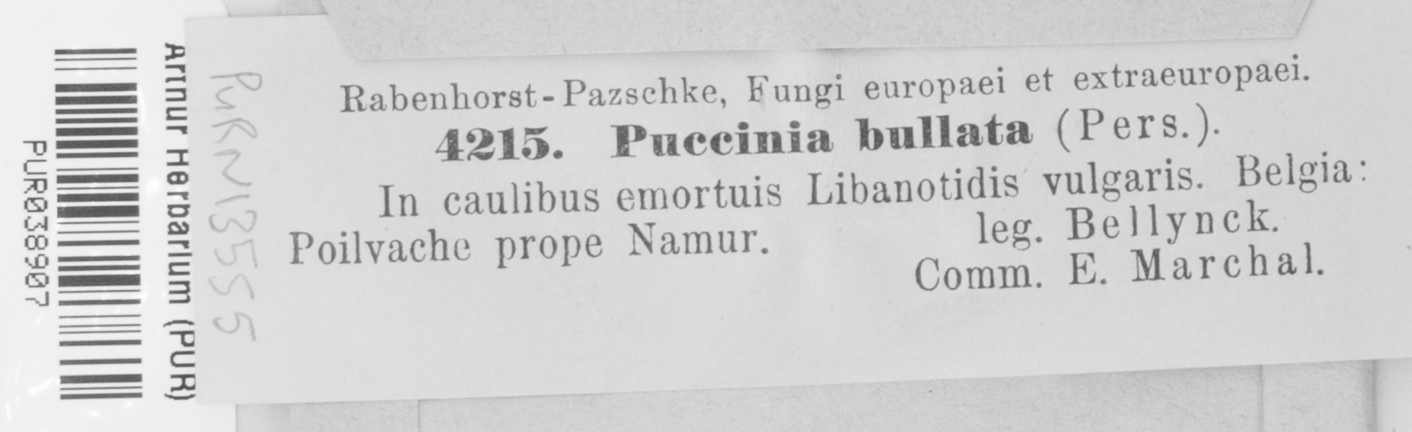 Rabenhorst-Pazschke, Fungi europaei et extraeuropaei.
4215. Puccinia bullata (Pers.).
In caulibus emortuis Libanotidis vulgaris. Belgia:
Poilvache prope Namur. leg. Bellynck.
Comm. E. Marchal.
PURN13555
Arthur Herbarium (PUR)
PUR038907